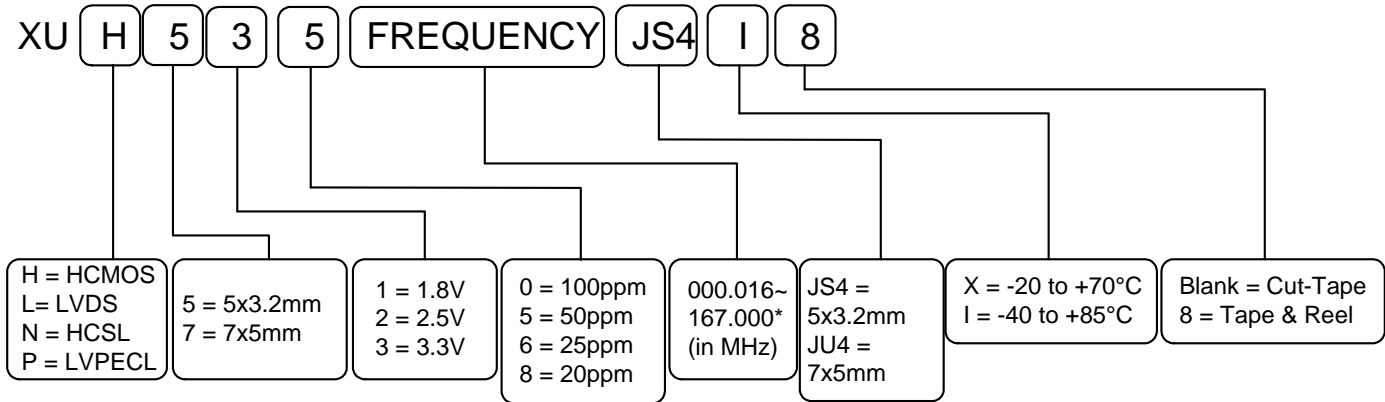 XU H 5 3 5 FREQUENCY JS4 I 8
H = HCMOS
L= LVDS
N = HCSL
P = LVPECL
5 = 5x3.2mm
7 = 7x5mm
1 = 1.8V
2 = 2.5V
3 = 3.3V
0 = 100ppm
5 = 50ppm
6 = 25ppm
8 = 20ppm
000.016~
167.000*
(in MHz)
JS4 =
5x3.2mm
JU4 =
7x5mm
X = -20 to +70°C
I = -40 to +85°C
Blank = Cut-Tape
8 = Tape & Reel